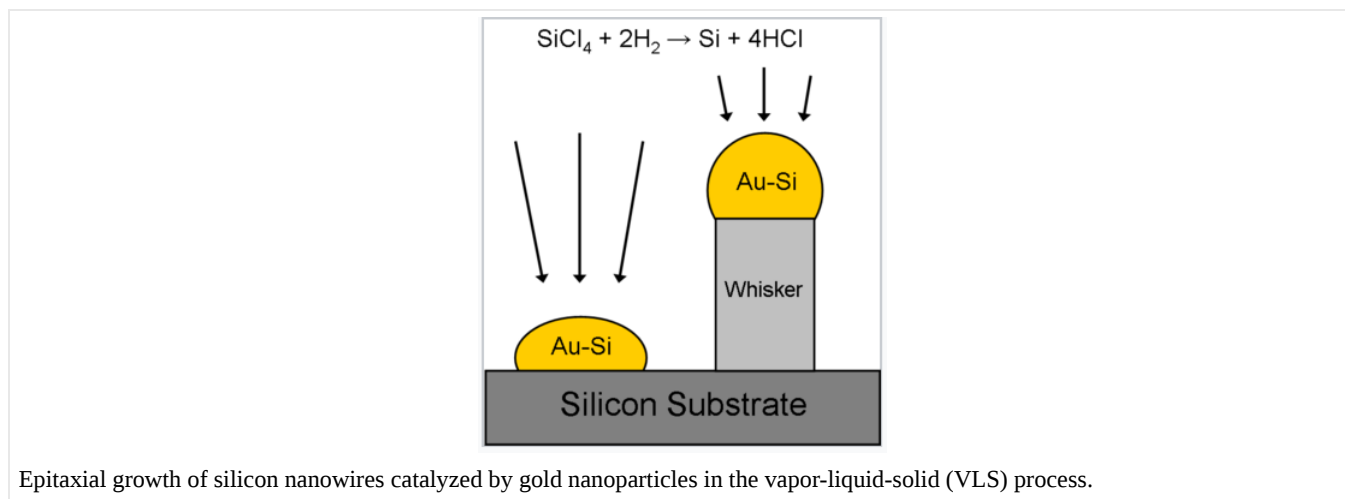 SiCl₄ + 2H₂ → Si + 4HCl
Au-Si
Whisker
Au-Si
Silicon Substrate
Epitaxial growth of silicon nanowires catalyzed by gold nanoparticles in the vapor-liquid-solid (VLS) process.